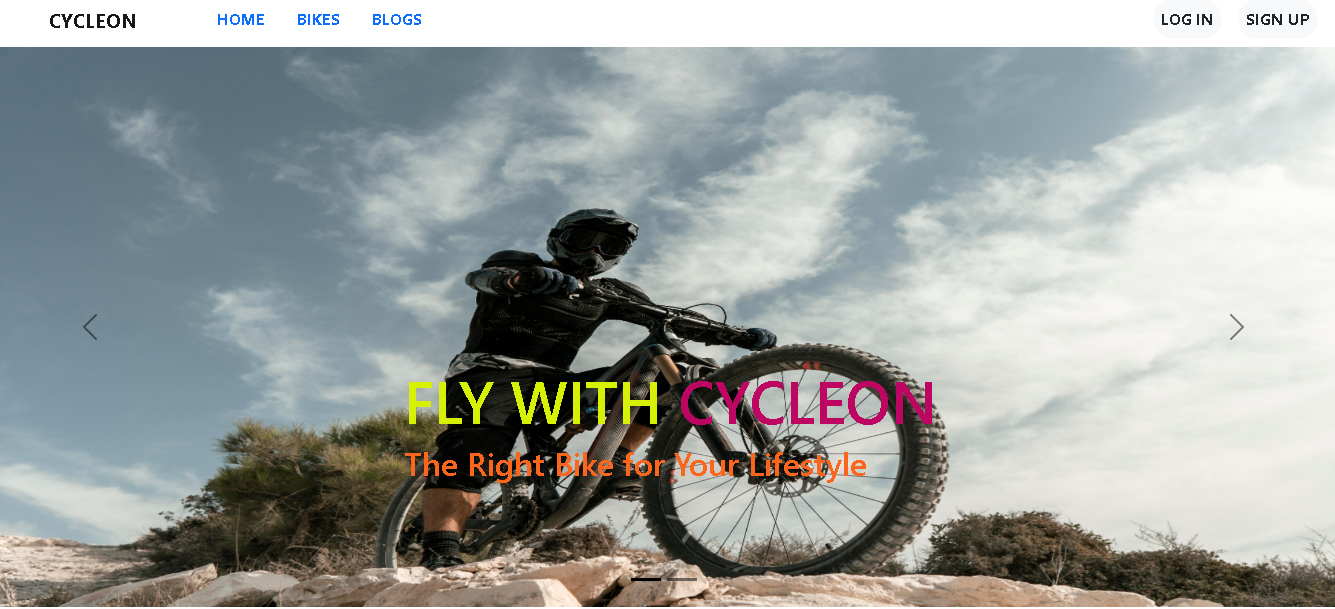 CYCLEON HOME BIKES BLOGS LOG IN SIGN UP
FLY WITH CYCLEON
The Right Bike for Your Lifestyle